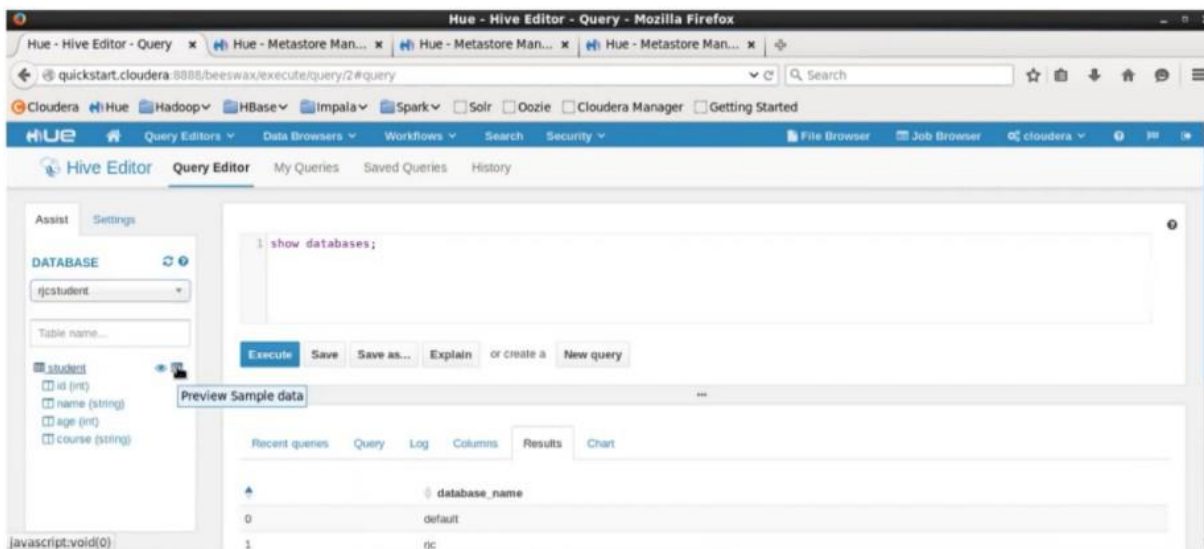 Hue - Hive Editor - Query - Mozilla Firefox
Hue - Hive Editor - Query × Hue - Metastore Man... × Hue - Metastore Man... × Hue - Metastore Man... ×
quickstart.cloudera:8888/beeswax/execute/query/2#query Search
Cloudera Hue Hadoop HBase Impala Spark Solr Oozie Cloudera Manager Getting Started
HUE Query Editors Data Browsers Workflows Search Security File Browser Job Browser cloudera
Hive Editor Query Editor My Queries Saved Queries History
Assist Settings
1 show databases;
DATABASE
rjcstudent
Table name...
Execute Save Save as... Explain or create a New query
student
id (int)
Preview Sample data
name (string)
age (int)
course (string)
Recent queries Query Log Columns Results Chart
database_name
0 default
1 rjc
javascript:void(0)